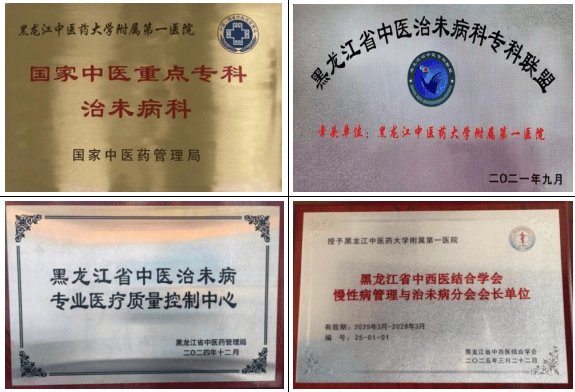 黑龙江中医药大学附属第一医院
国家中医重点专科
治未病科
国家中医药管理局
黑龙江省中医治未病科专科联盟
牵头单位：黑龙江中医药大学附属第一医院
二〇二一年九月
黑龙江省中医治未病
专业医疗质量控制中心
黑龙江省中医药管理局
二〇二四年十二月
授予黑龙江中医药大学附属第一医院
黑龙江省中西医结合学会
慢性病管理与治未病分会会长单位
有效期：2025年3月-2028年3月
编 号：25-01-01
黑龙江省中西医结合学会
二〇二五年三月二十二日